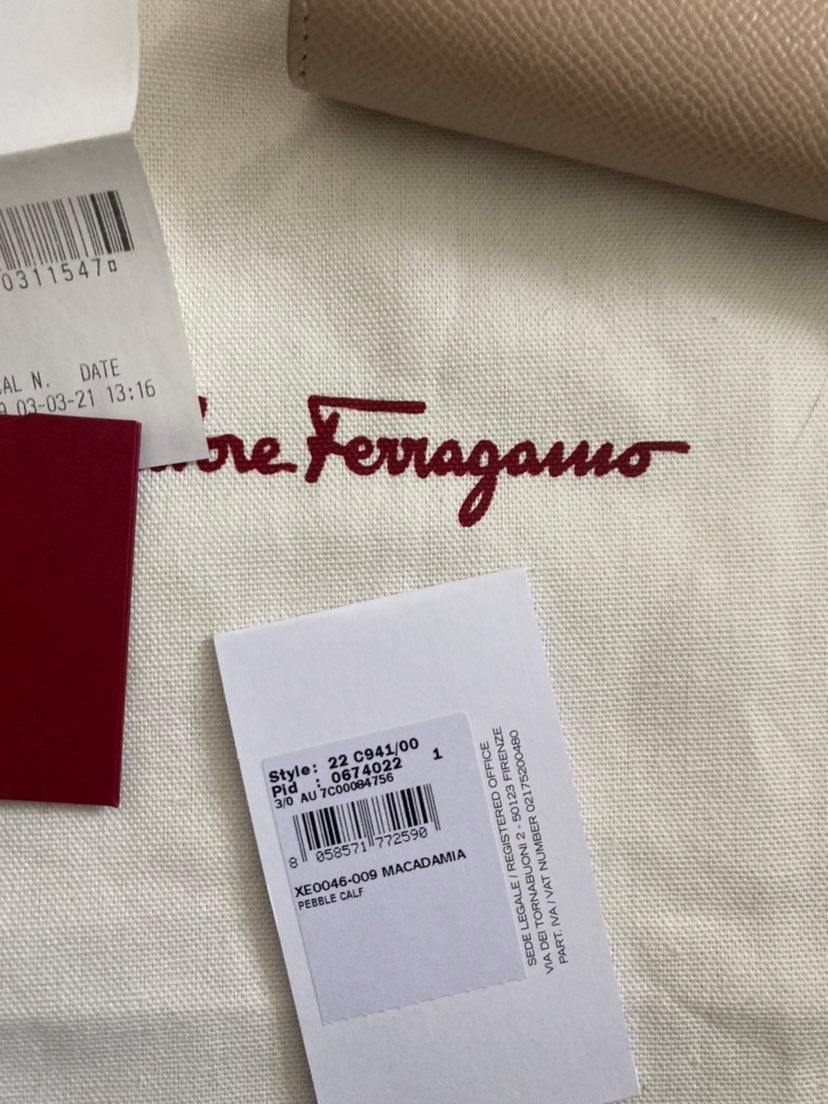 0311547
AL N. DATE
03-03-21 13:16
ore Ferragamo
Style: 22 C941/00 1
Pid : 0674022
3/0 AU 7C00084756
8 058571 772590
XE0046-009 MACADAMIA
PEBBLE CALF
SEDE LEGALE / REGISTERED OFFICE
VIA DEI TORNABUONI 2 - 50123 FIRENZE
PART. IVA / VAT NUMBER 02175200480